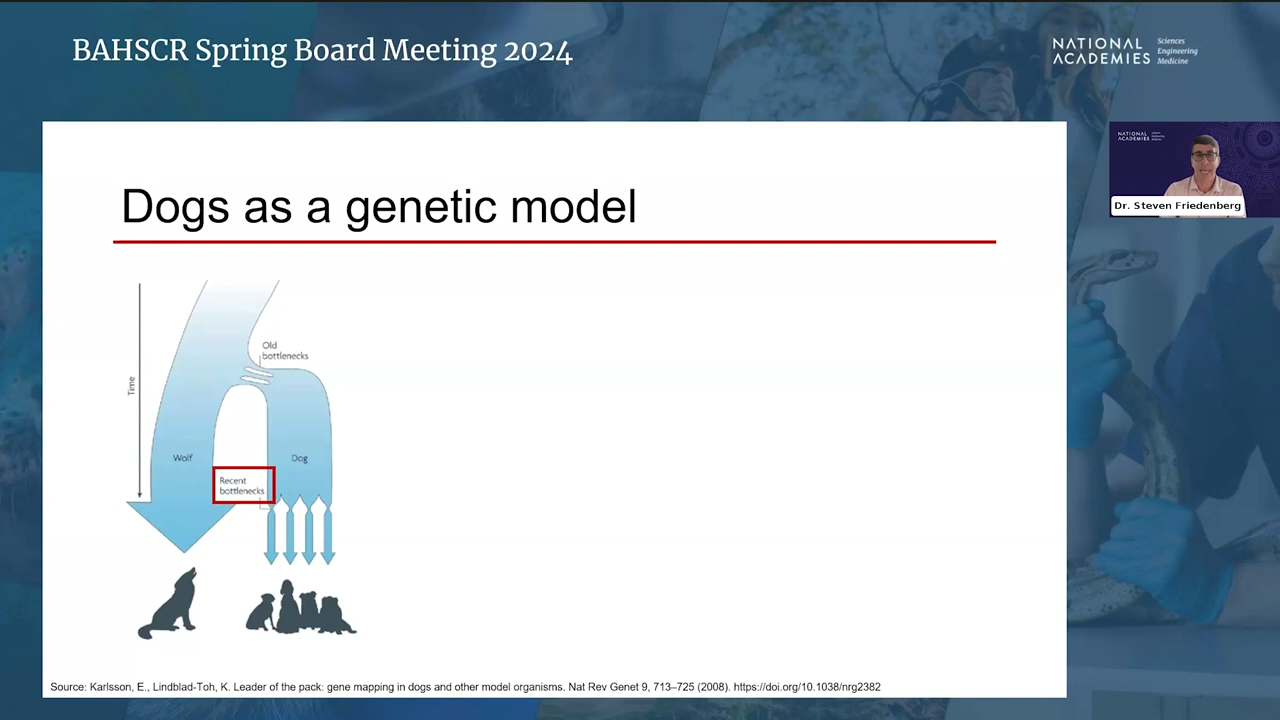 BAHSCR Spring Board Meeting 2024
NATIONAL
ACADEMIES
Sciences
Engineering
Medicine
NATIONAL
ACADEMIES
Dr. Steven Friedenberg
Dogs as a genetic model
Old
bottlenecks
Time
Wolf
Dog
Recent
bottlenecks
Source: Karlsson, E., Lindblad-Toh, K. Leader of the pack: gene mapping in dogs and other model organisms. Nat Rev Genet 9, 713–725 (2008). https://doi.org/10.1038/nrg2382